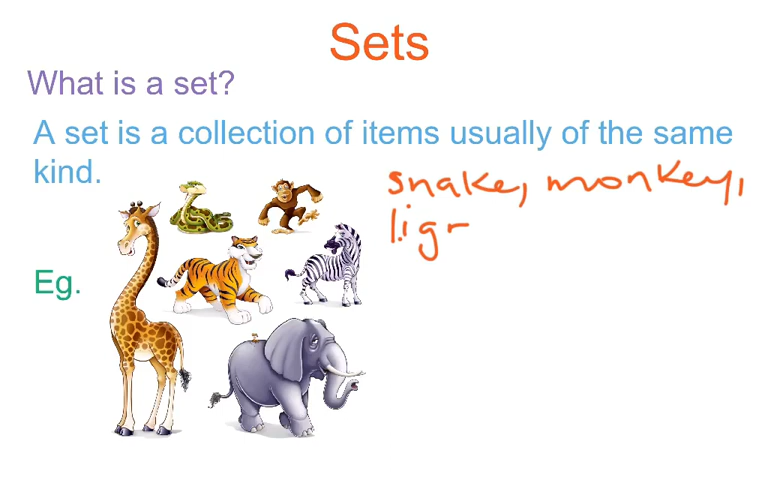 Sets
What is a set?
A set is a collection of items usually of the same
kind.
snake, monkey,
Eg.